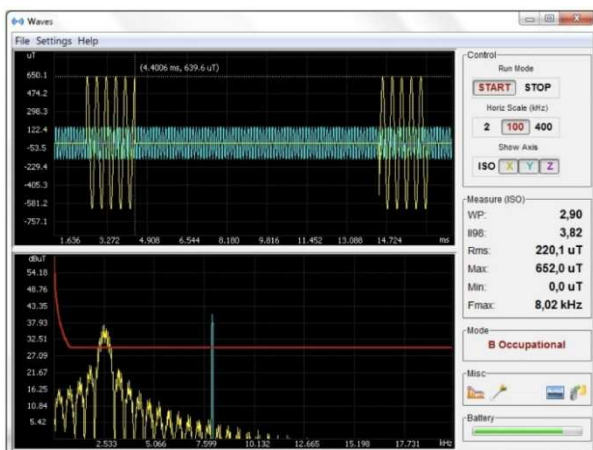 Waves
File Settings Help
uT
650.1
474.2
298.3
122.4
-53.5
-229.4
-405.3
-581.2
-757.1
(4.4006 ms, 639.6 uT)
1.636 3.272 4.908 6.544 8.180 9.816 11.452 13.088 14.724 ms
dBuT
54.18
48.76
43.35
37.93
32.51
27.09
21.67
16.25
10.84
5.42
2.533 5.066 7.599 10.132 12.665 15.198 17.731 kHz
Control
Run Mode
START STOP
Horiz Scale (kHz)
2 100 400
Show Axis
ISO X Y Z
Measure (ISO)
WP: 2,90
II98: 3,82
Rms: 220,1 uT
Max: 652,0 uT
Min: 0,0 uT
Fmax: 8,02 kHz
Mode
B Occupational
Misc
Battery